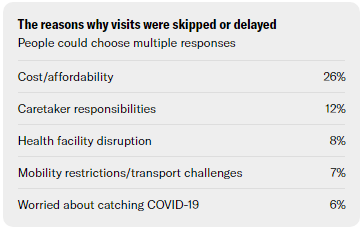 The reasons why visits were skipped or delayed
People could choose multiple responses
Cost/affordability 26%
Caretaker responsibilities 12%
Health facility disruption 8%
Mobility restrictions/transport challenges 7%
Worried about catching COVID-19 6%